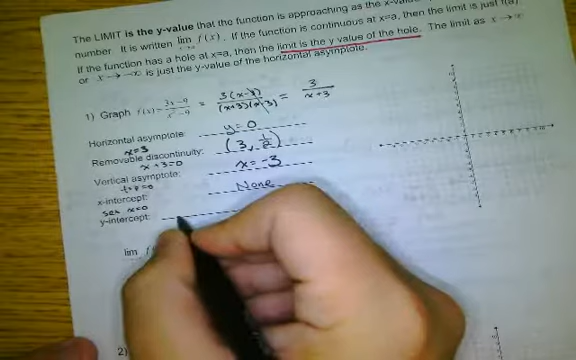 The LIMIT is the y-value that the function is approaching as the x-val
number. It is written lim f(x). If the function is continuous at x=a, then the limit is just f(a)
If the function has a hole at x=a, then the limit is the y value of the hole. The limit as x→∞
or x→-∞ is just the y-value of the horizontal asymptote.
1) Graph f(x)= 3x-9 / x²-9 = 3(x-3) / (x+3)(x-3) = 3 / x+3
Horizontal asymptote: y=0
x=3
Removable discontinuity: (3, 1/2)
x+3=0
Vertical asymptote: x=-3
x-intercept: None
set x=0
y-intercept:
lim f(
2)